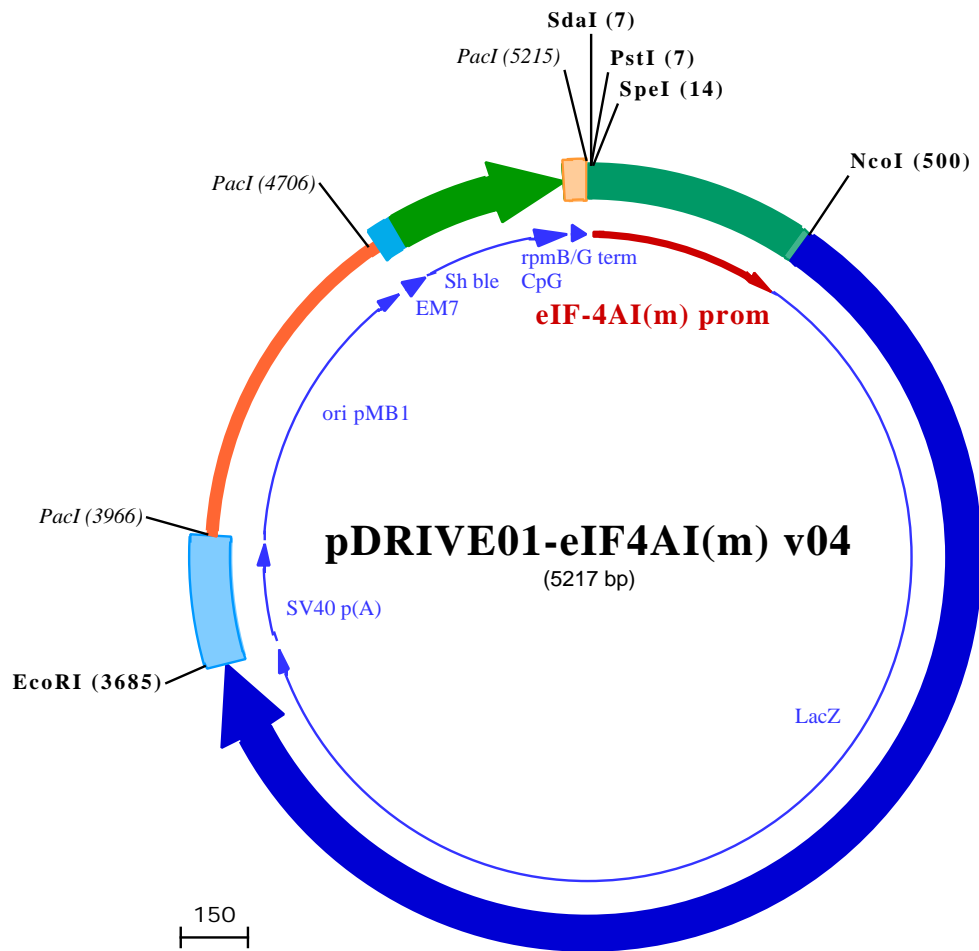 SdaI (7)
PacI (5215)
PstI (7)
SpeI (14)
NcoI (500)
PacI (4706)
rpmB/G term
Sh ble
CpG
EM7
eIF-4AI(m) prom
ori pMB1
PacI (3966)
pDRIVE01-eIF4AI(m) v04
(5217 bp)
SV40 p(A)
EcoRI (3685)
LacZ
150